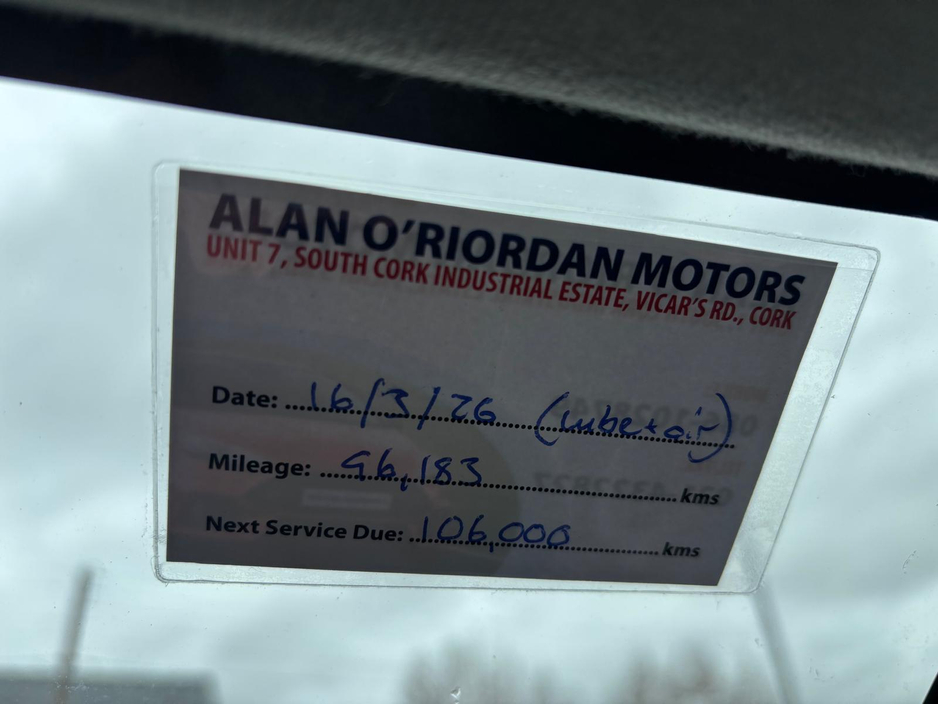 ALAN O'RIORDAN MOTORS
UNIT 7, SOUTH CORK INDUSTRIAL ESTATE, VICAR'S RD., CORK
Date: 16/3/26 (lube + air)
Mileage: 96,183 kms
Next Service Due: 106,000 kms